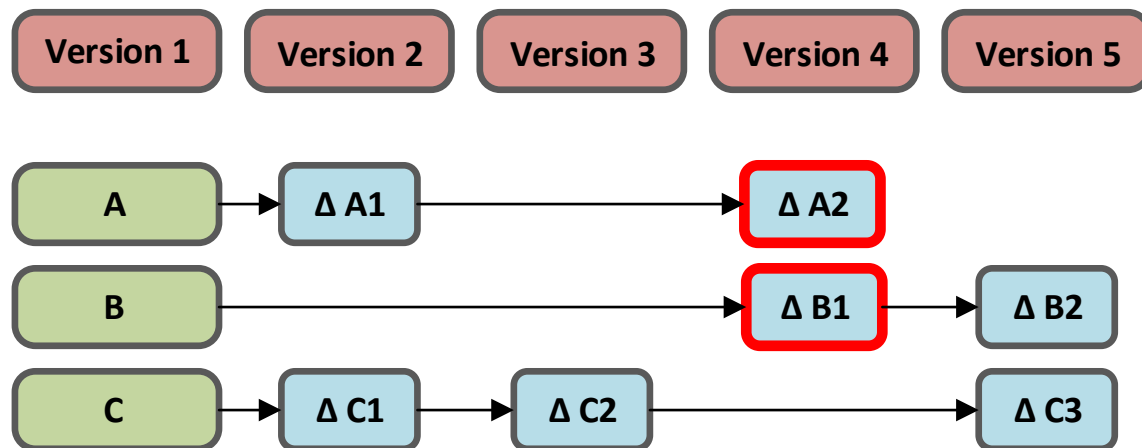 Version 1 Version 2 Version 3 Version 4 Version 5
A Δ A1 Δ A2
B Δ B1 Δ B2
C Δ C1 Δ C2 Δ C3